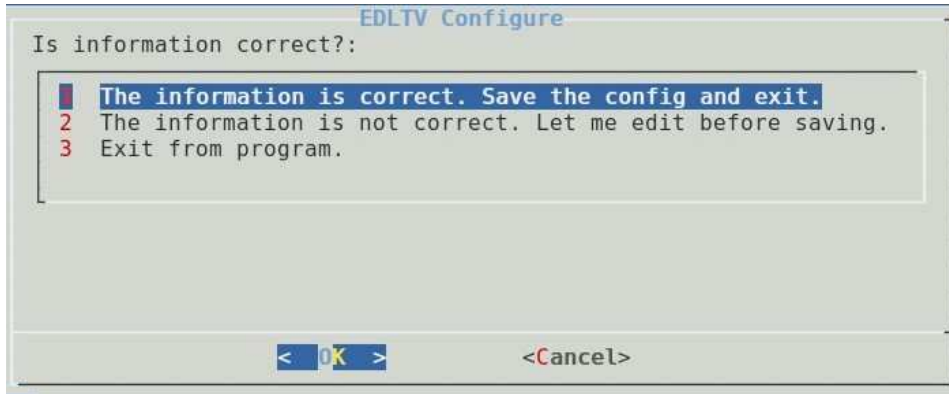 EDLTV Configure
Is information correct?:
1 The information is correct. Save the config and exit.
2 The information is not correct. Let me edit before saving.
3 Exit from program.
< OK > <Cancel>